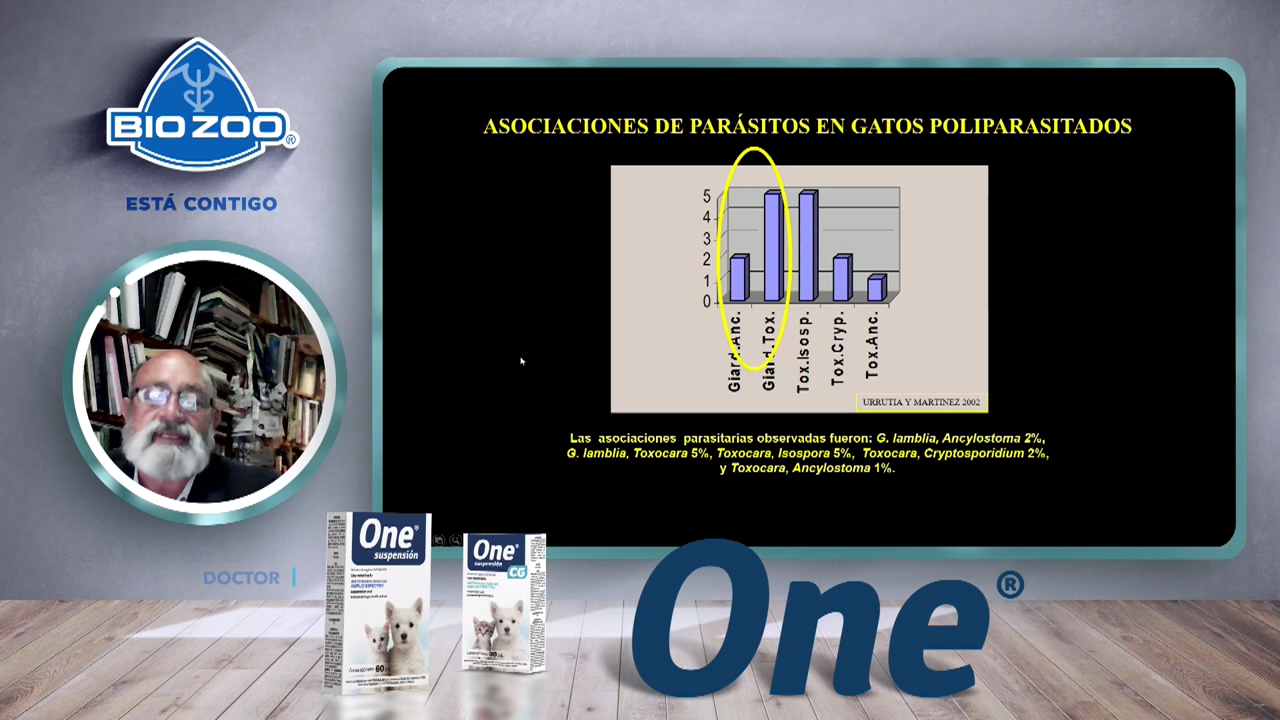 BIO ZOO®
ESTÁ CONTIGO
DOCTOR
ASOCIACIONES DE PARÁSITOS EN GATOS POLIPARASITADOS
5
4
3
2
1
0
Giard.Anc.
Giard.Tox.
Tox.Isosp.
Tox.Cryp.
Tox.Anc.
URRUTIA Y MARTINEZ 2002
Las asociaciones parasitarias observadas fueron: G. lamblia, Ancylostoma 2%,
G. lamblia, Toxocara 5%, Toxocara, Isospora 5%, Toxocara, Cryptosporidium 2%,
y Toxocara, Ancylostoma 1%.
One®
suspensión
60
One®
suspensión
CG
30
One®